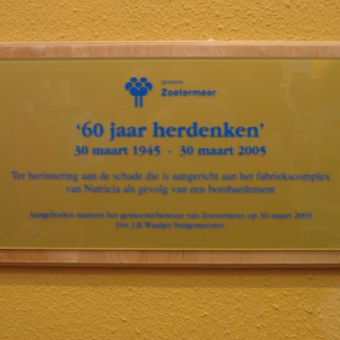 gemeente
Zoetermeer
‘60 jaar herdenken’
30 maart 1945 - 30 maart 2005
Ter herinnering aan de schade die is aangericht aan het fabriekscomplex
van Nutricia als gevolg van een bombardement
Aangeboden namens het gemeentebestuur van Zoetermeer op 30 maart 2005
Drs J.B. Waaijer, burgemeester